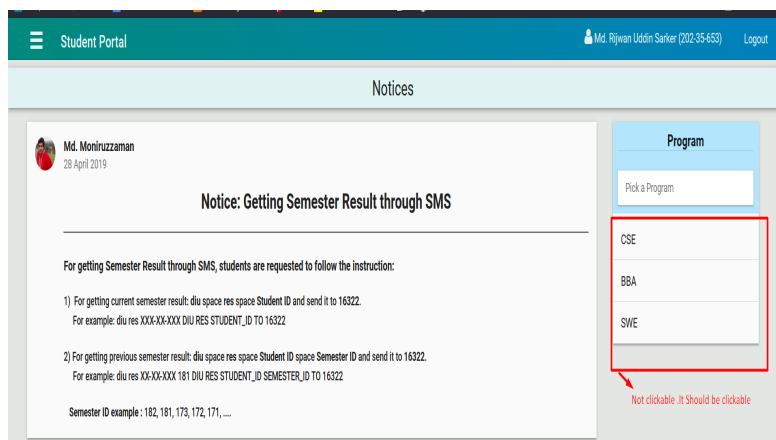 Student Portal
Md. Rijwan Uddin Sarker (202-35-653)
Logout
Notices
Md. Moniruzzaman
28 April 2019
Notice: Getting Semester Result through SMS
For getting Semester Result through SMS, students are requested to follow the instruction:
1) For getting current semester result: diu space res space Student ID and send it to 16322.
For example: diu res XXX-XX-XXX DIU RES STUDENT_ID TO 16322
2) For getting previous semester result: diu space res space Student ID space Semester ID and send it to 16322.
For example: diu res XX-XX-XXX 181 DIU RES STUDENT_ID SEMESTER_ID TO 16322
Semester ID example : 182, 181, 173, 172, 171, ....
Program
Pick a Program
CSE
BBA
SWE
Not clickable .It Should be clickable